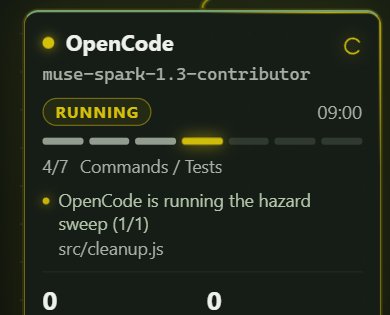 OpenCode
muse-spark-1.3-contributor
RUNNING 09:00
4/7 Commands / Tests
OpenCode is running the hazard
sweep (1/1)
src/cleanup.js
0 0